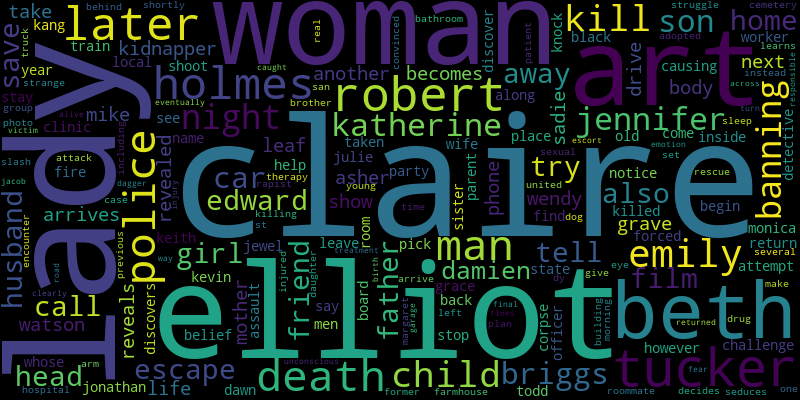 take later woman art kill son home
behind shortly bathroom struggle cemetery
truck kang train kidnapper real convinced patient
save year local shoot knock discover black adopted learns worker
strange photo stay group victim
holmes another becomes away drive next
caught san brother eventually alive
causing instead across turn
mike clinic see night robert along sadie body banning
name leaf taken katherine place jennifer detective responsible
slash attack including revealed help julie wife old come inside sleep
lady police claire
jacob fire dagger injury car therapy asher party phone sister escort sexual emotion set rescue
husband encounter case rapist show parent wendy try notice begin
arrives edward young united find dog also
killing st room time killed grave
previous keith jewel leave pick man tell forced monica
girl friend father emily return several
discovers reveals way kevin injured daughter treatment birth damien state film attempt
call road elliot beth make
watson mother say board arrive grace back eye give
clearly belief assault men margaret garage left final plan flees stop corpse officer dy building morning returned drug however challenge
whose arm unconscious
head escape death child briggs tucker
hospital jonathan life dawn former farmhouse todd roommate decides seduces fear one